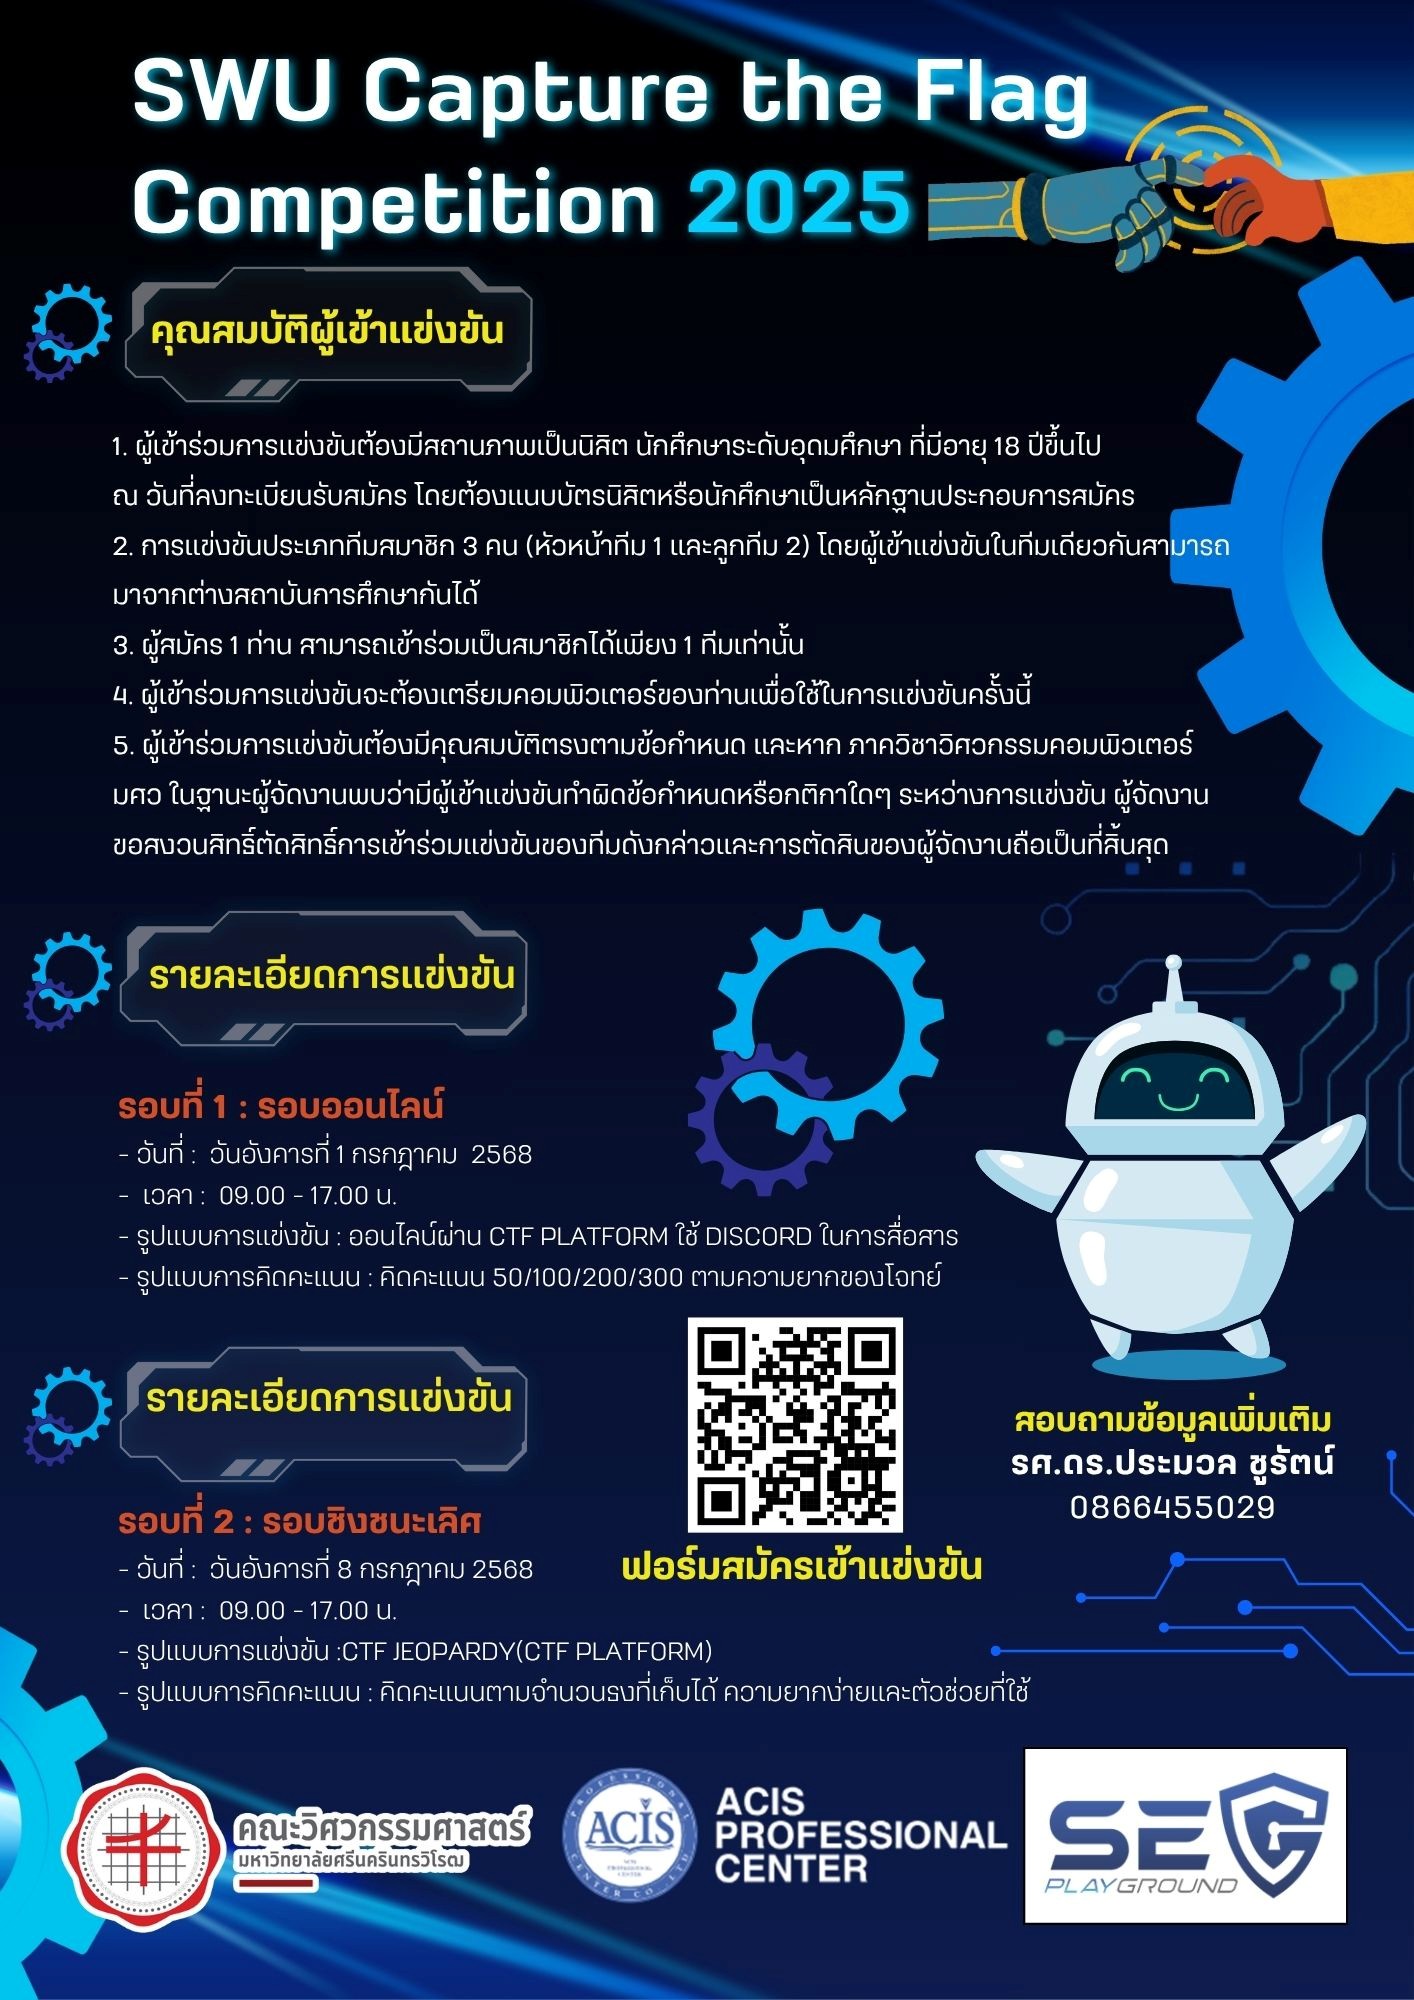 SWU Capture the Flag
Competition 2025
คุณสมบัติผู้เข้าแข่งขัน
1. ผู้เข้าร่วมการแข่งขันต้องมีสถานภาพเป็นนิสิต นักศึกษาระดับอุดมศึกษา ที่มีอายุ 18 ปีขึ้นไป
ณ วันที่ลงทะเบียนรับสมัคร โดยต้องแนบบัตรนิสิตหรือนักศึกษาเป็นหลักฐานประกอบการสมัคร
2. การแข่งขันประเภททีมสมาชิก 3 คน (หัวหน้าทีม 1 และลูกทีม 2) โดยผู้เข้าแข่งขันในทีมเดียวกันสามารถ
มาจากต่างสถาบันการศึกษากันได้
3. ผู้สมัคร 1 ท่าน สามารถเข้าร่วมเป็นสมาชิกได้เพียง 1 ทีมเท่านั้น
4. ผู้เข้าร่วมการแข่งขันจะต้องเตรียมคอมพิวเตอร์ของท่านเพื่อใช้ในการแข่งขันครั้งนี้
5. ผู้เข้าร่วมการแข่งขันต้องมีคุณสมบัติตรงตามข้อกำหนด และหาก ภาควิชาวิศวกรรมคอมพิวเตอร์
มศว ในฐานะผู้จัดงานพบว่ามีผู้เข้าแข่งขันทำผิดข้อกำหนดหรือกติกาใดๆ ระหว่างการแข่งขัน ผู้จัดงาน
ขอสงวนสิทธิ์ตัดสิทธิ์การเข้าร่วมแข่งขันของทีมดังกล่าวและการตัดสินของผู้จัดงานถือเป็นที่สิ้นสุด
รายละเอียดการแข่งขัน
รอบที่ 1 : รอบออนไลน์
- วันที่ : วันอังคารที่ 1 กรกฎาคม 2568
- เวลา : 09.00 - 17.00 น.
- รูปแบบการแข่งขัน : ออนไลน์ผ่าน CTF PLATFORM ใช้ DISCORD ในการสื่อสาร
- รูปแบบการคิดคะแนน : คิดคะแนน 50/100/200/300 ตามความยากของโจทย์
รายละเอียดการแข่งขัน
รอบที่ 2 : รอบชิงชนะเลิศ
- วันที่ : วันอังคารที่ 8 กรกฎาคม 2568
- เวลา : 09.00 - 17.00 น.
- รูปแบบการแข่งขัน :CTF JEOPARDY(CTF PLATFORM)
- รูปแบบการคิดคะแนน : คิดคะแนนตามจำนวนธงที่เก็บได้ ความยากง่ายและตัวช่วยที่ใช้
ฟอร์มสมัครเข้าแข่งขัน
สอบถามข้อมูลเพิ่มเติม
รศ.ดร.ประมวล ชูรัตน์
0866455029
คณะวิศวกรรมศาสตร์
มหาวิทยาลัยศรีนครินทรวิโรฒ
ACIS
PROFESSIONAL
CENTER CO., LTD.
ACIS
PROFESSIONAL
CENTER
SEC
PLAYGROUND